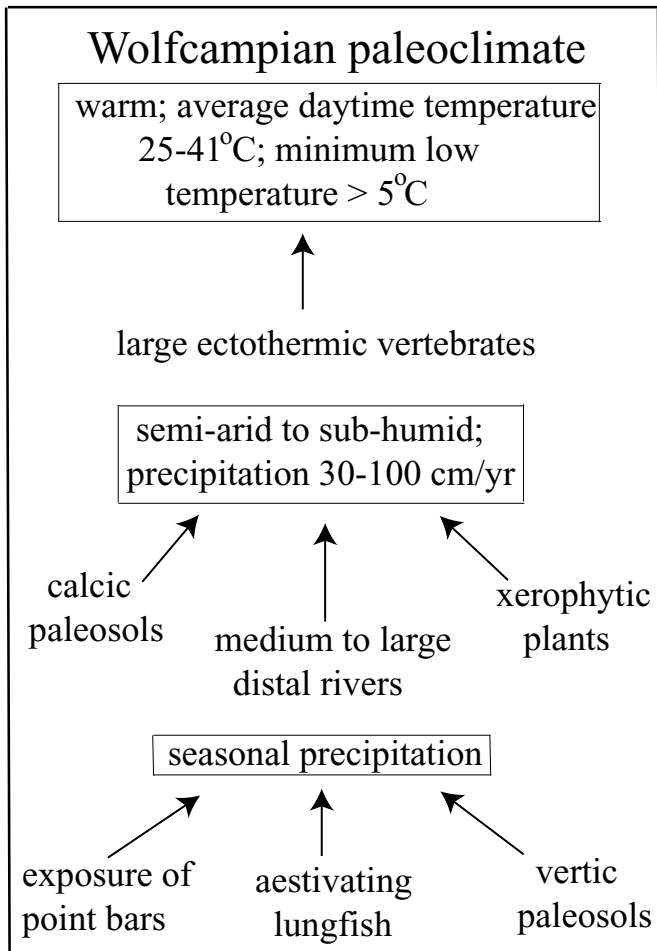 Wolfcampian paleoclimate
warm; average daytime temperature
25-41°C; minimum low
temperature > 5°C
large ectothermic vertebrates
semi-arid to sub-humid;
precipitation 30-100 cm/yr
calcic
paleosols
medium to large
distal rivers
xerophytic
plants
seasonal precipitation
exposure of
point bars
aestivating
lungfish
vertic
paleosols